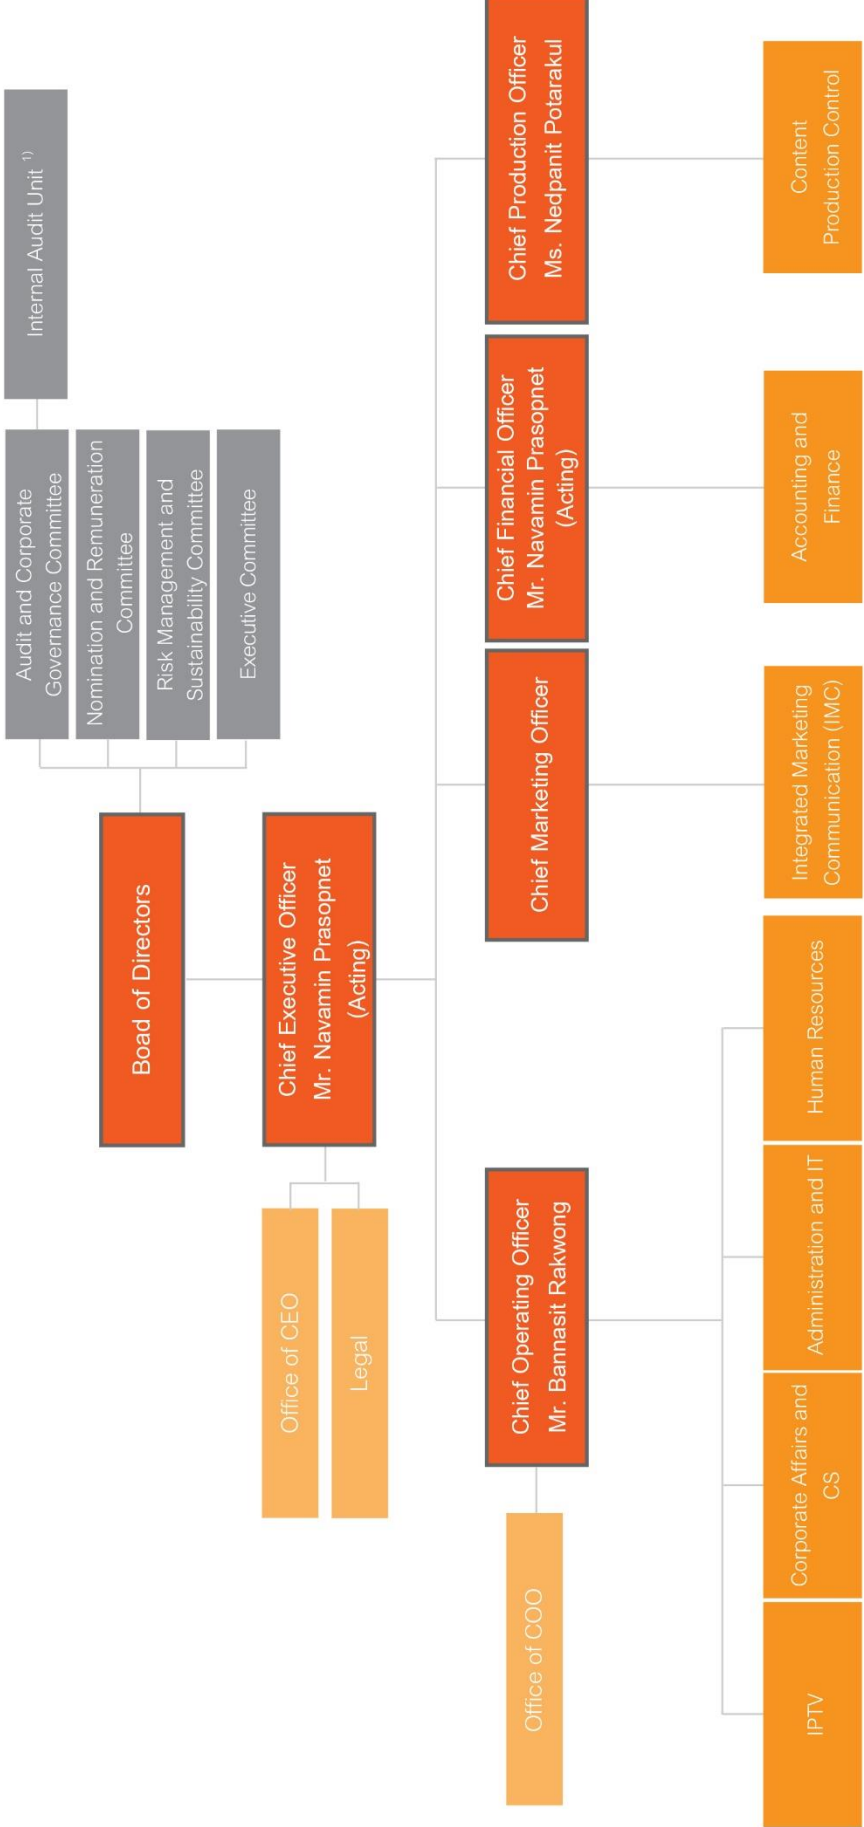 Internal Audit Unit 1)
Audit and Corporate
Governance Committee
Nomination and Remuneration
Committee
Risk Management and
Sustainability Committee
Executive Committee
Boad of Directors
Chief Executive Officer
Mr. Navamin Prasopnet
(Acting)
Office of CEO
Legal
Chief Operating Officer
Mr. Bannasit Rakwong
Chief Marketing Officer
Chief Financial Officer
Mr. Navamin Prasopnet
(Acting)
Chief Production Officer
Ms. Nedpanit Potarakul
Office of COO
IPTV
Corporate Affairs and
CS
Administration and IT
Human Resources
Integrated Marketing
Communication (IMC)
Accounting and
Finance
Content
Production Control